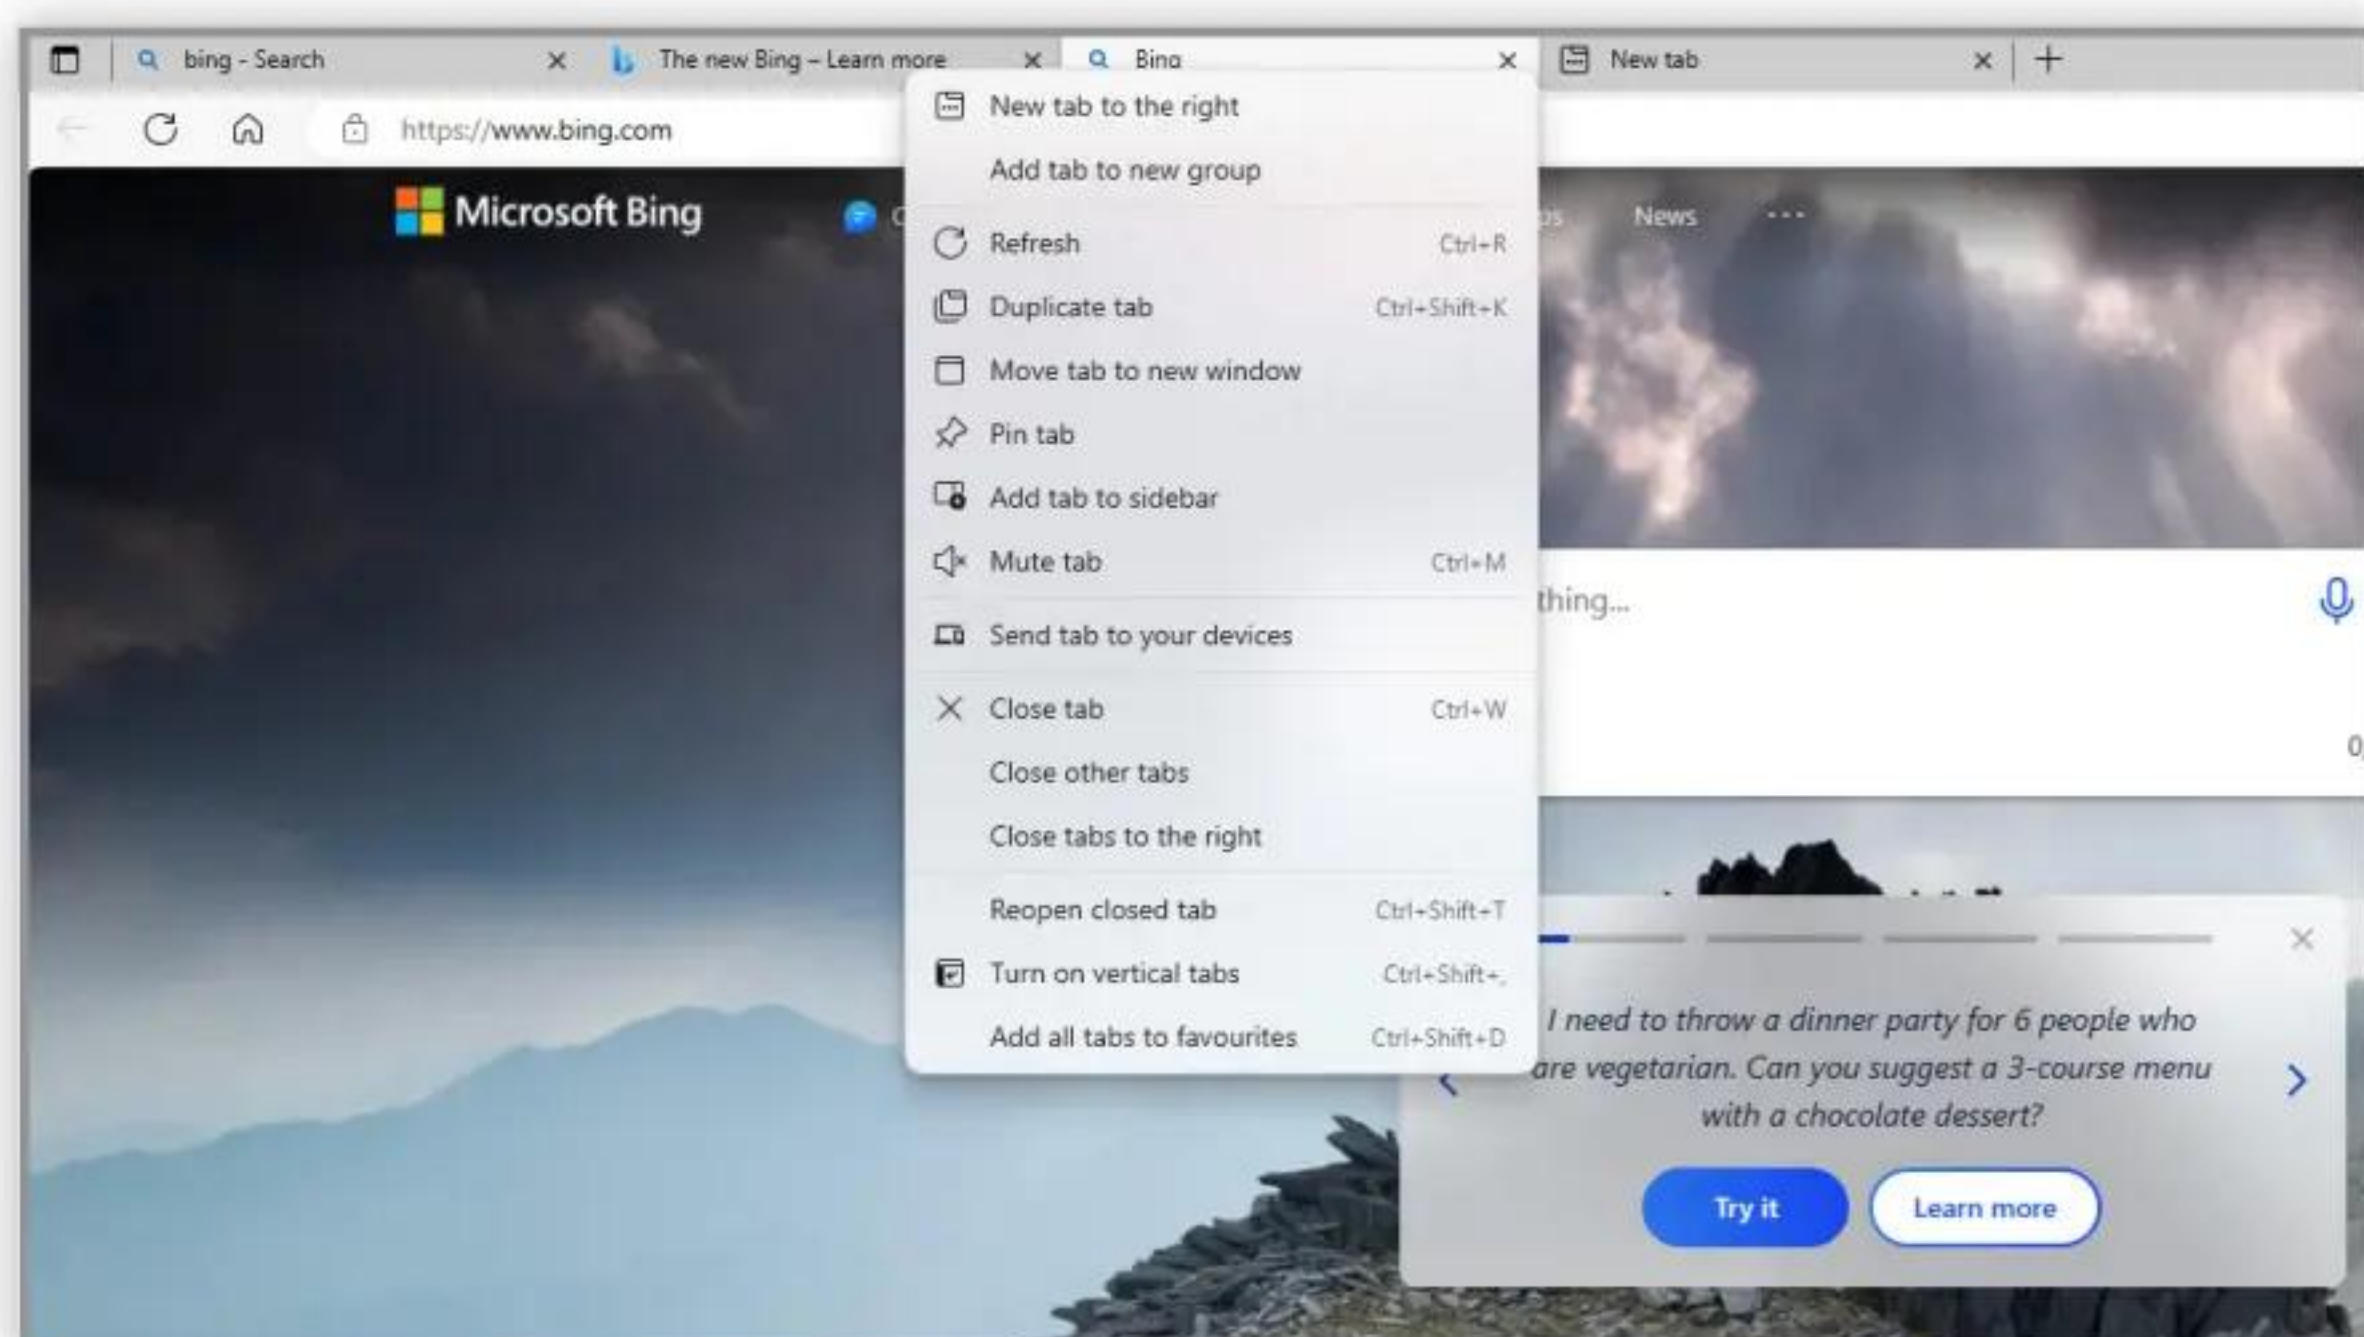 bing - Search
The new Bing – Learn more
Bing
New tab
https://www.bing.com
Microsoft Bing
News
New tab to the right
Add tab to new group
Refresh Ctrl+R
Duplicate tab Ctrl+Shift+K
Move tab to new window
Pin tab
Add tab to sidebar
Mute tab Ctrl+M
Send tab to your devices
Close tab Ctrl+W
Close other tabs
Close tabs to the right
Reopen closed tab Ctrl+Shift+T
Turn on vertical tabs Ctrl+Shift+,
Add all tabs to favourites Ctrl+Shift+D
thing...
I need to throw a dinner party for 6 people who
are vegetarian. Can you suggest a 3-course menu
with a chocolate dessert?
Try it
Learn more